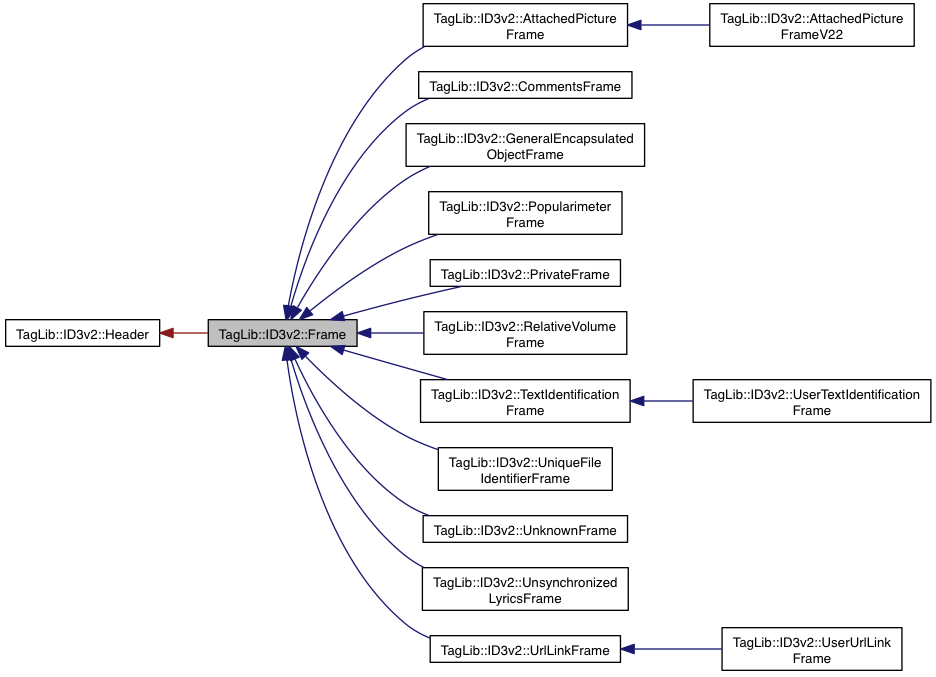 TagLib::ID3v2::AttachedPicture
Frame
TagLib::ID3v2::AttachedPicture
FrameV22
TagLib::ID3v2::CommentsFrame
TagLib::ID3v2::GeneralEncapsulated
ObjectFrame
TagLib::ID3v2::Popularimeter
Frame
TagLib::ID3v2::PrivateFrame
TagLib::ID3v2::Header
TagLib::ID3v2::Frame
TagLib::ID3v2::RelativeVolume
Frame
TagLib::ID3v2::TextIdentification
Frame
TagLib::ID3v2::UserTextIdentification
Frame
TagLib::ID3v2::UniqueFile
IdentifierFrame
TagLib::ID3v2::UnknownFrame
TagLib::ID3v2::Unsynchronized
LyricsFrame
TagLib::ID3v2::UrlLinkFrame
TagLib::ID3v2::UserUrlLink
Frame